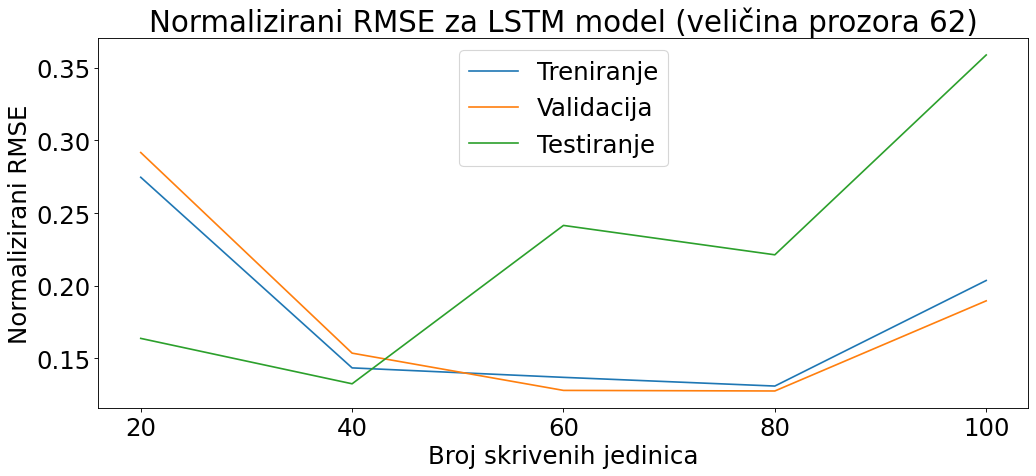 Normalizirani RMSE za LSTM model (veličina prozora 62)
Treniranje
Validacija
Testiranje
Normalizirani RMSE
0.35
0.30
0.25
0.20
0.15
20 40 60 80 100
Broj skrivenih jedinica